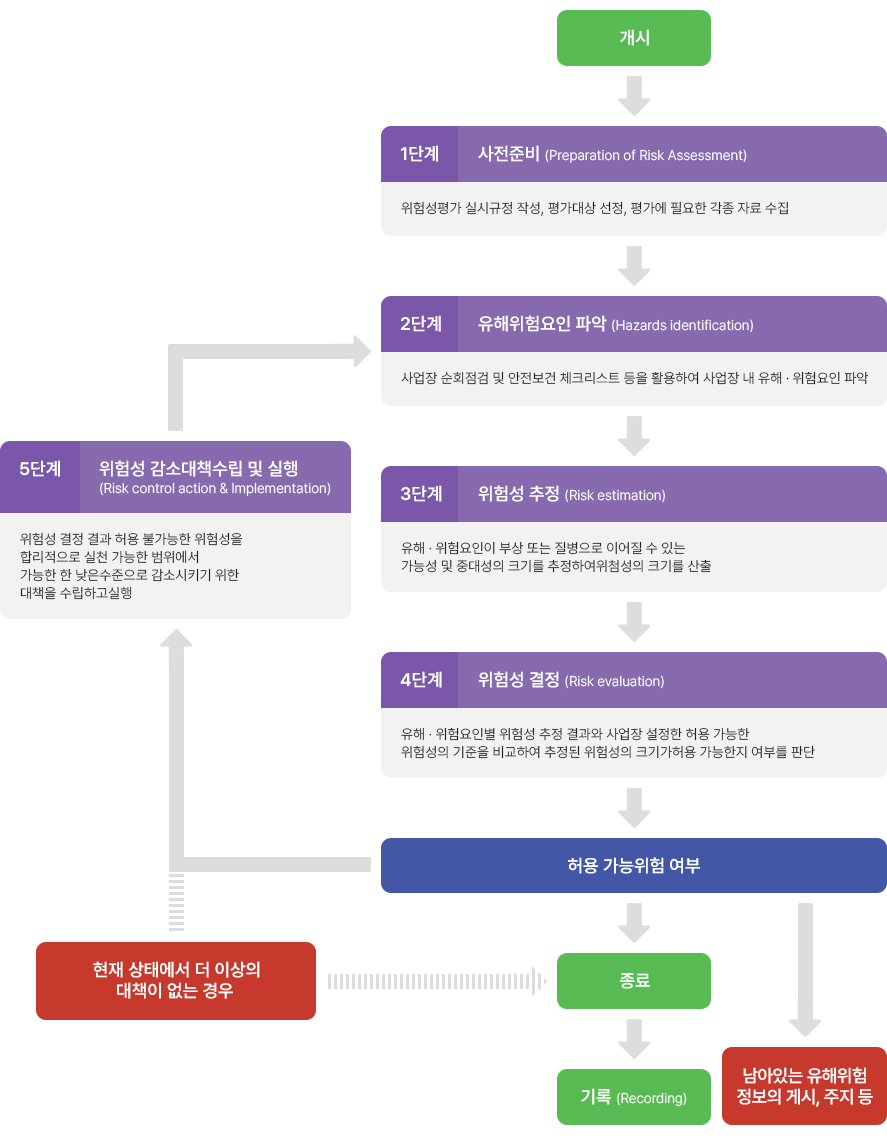 개시
1단계
사전준비 (Preparation of Risk Assessment)
위험성평가 실시규정 작성, 평가대상 선정, 평가에 필요한 각종 자료 수집
2단계
유해위험요인 파악 (Hazards identification)
사업장 순회점검 및 안전보건 체크리스트 등을 활용하여 사업장 내 유해 · 위험요인 파악
3단계
위험성 추정 (Risk estimation)
유해 · 위험요인이 부상 또는 질병으로 이어질 수 있는
가능성 및 중대성의 크기를 추정하여위첨성의 크기를 산출
4단계
위험성 결정 (Risk evaluation)
유해 · 위험요인별 위험성 추정 결과와 사업장 설정한 허용 가능한
위험성의 기준을 비교하여 추정된 위험성의 크기가허용 가능한지 여부를 판단
5단계
위험성 감소대책수립 및 실행
(Risk control action & Implementation)
위험성 결정 결과 허용 불가능한 위험성을
합리적으로 실천 가능한 범위에서
가능한 한 낮은수준으로 감소시키기 위한
대책을 수립하고실행
허용 가능위험 여부
현재 상태에서 더 이상의
대책이 없는 경우
종료
기록 (Recording)
남아있는 유해위험
정보의 게시, 주지 등